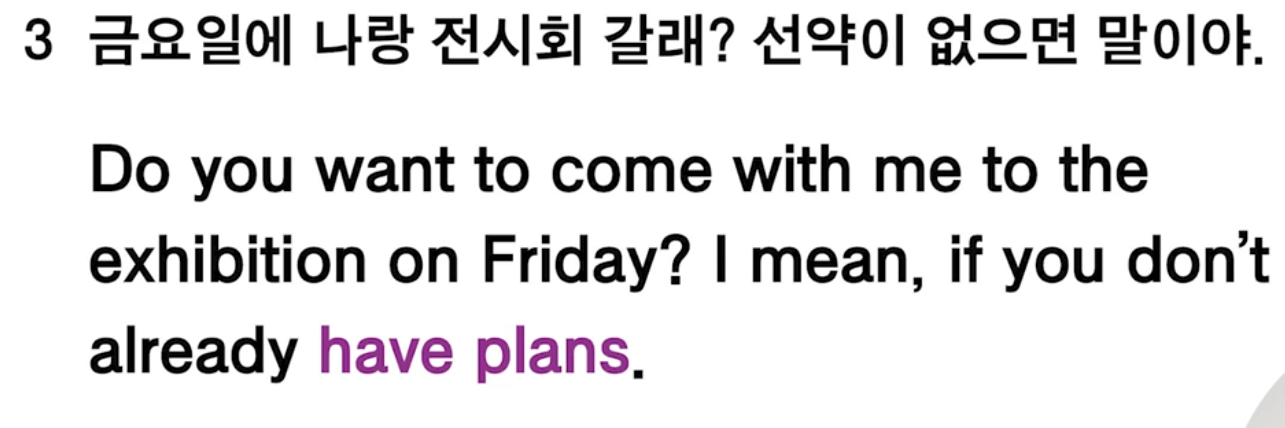 3 금요일에 나랑 전시회 갈래? 선약이 없으면 말이야.
Do you want to come with me to the
exhibition on Friday? I mean, if you don’t
already have plans.